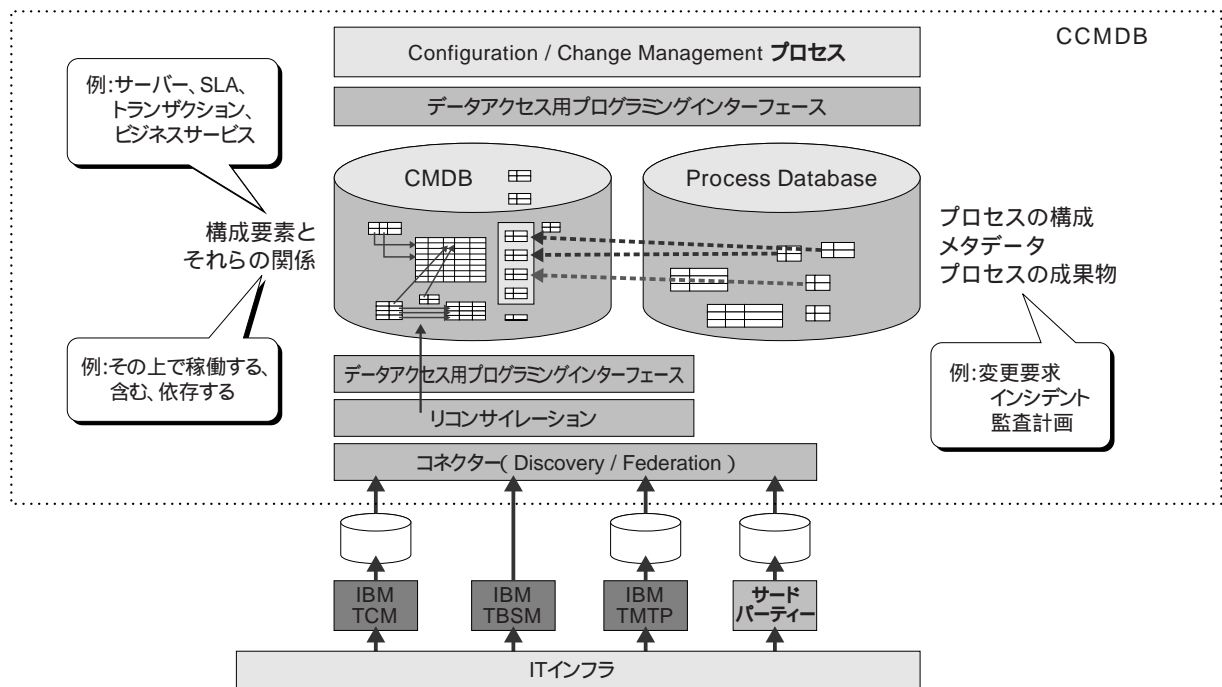 CCMDB
Configuration / Change Management プロセス
データアクセス用プログラミングインターフェース
例:サーバー、SLA、
トランザクション、
ビジネスサービス
CMDB
Process Database
構成要素と
それらの関係
プロセスの構成
メタデータ
プロセスの成果物
例:その上で稼働する、
含む、依存する
例:変更要求
インシデント
監査計画
データアクセス用プログラミングインターフェース
リコンサイレーション
コネクター( Discovery / Federation )
IBM
TCM
IBM
TBSM
IBM
TMTP
サード
パーティー
ITインフラ